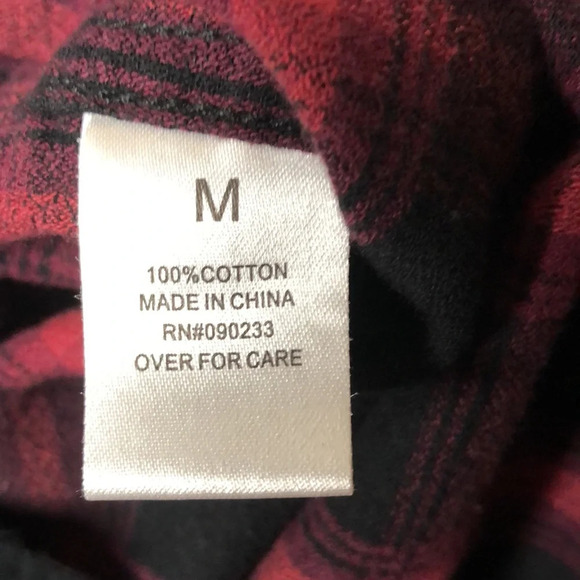 M
100%COTTON
MADE IN CHINA
RN#090233
OVER FOR CARE